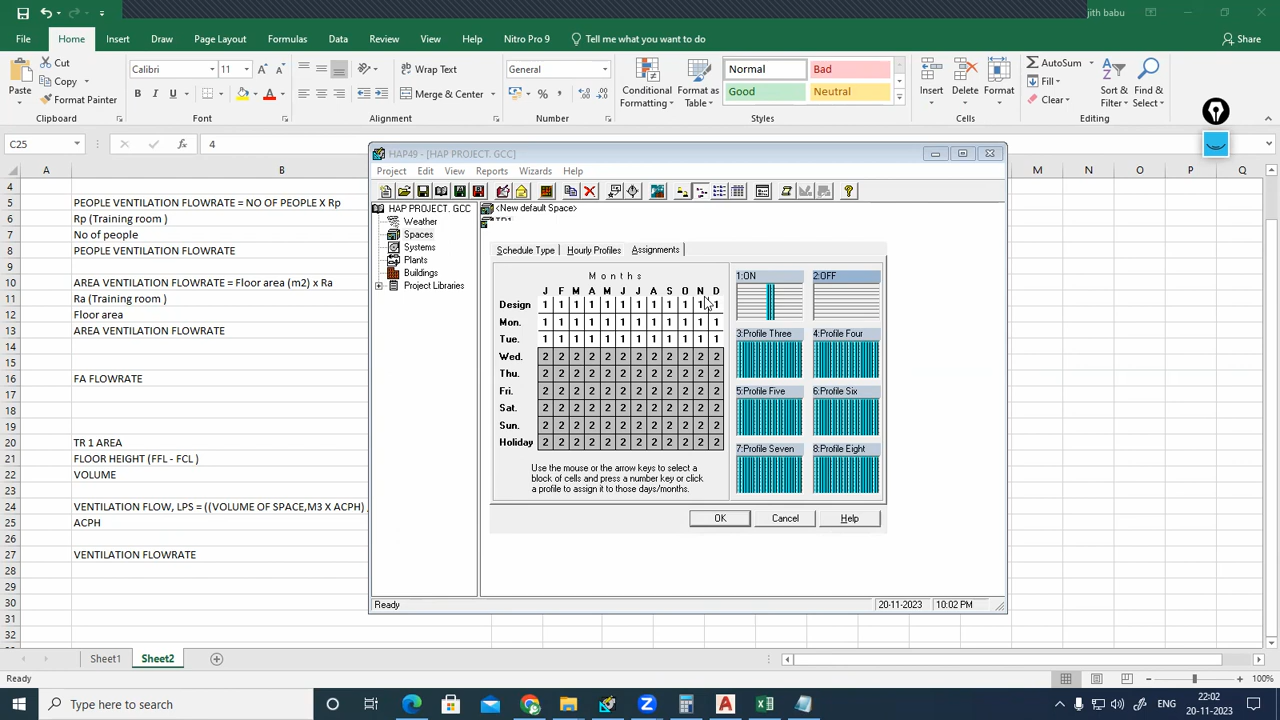 jith babu
File Home Insert Draw Page Layout Formulas Data Review View Help Nitro Pro 9 Tell me what you want to do Share
Paste Cut Copy Format Painter
Clipboard
Calibri 11
B I U
Font
Wrap Text
Merge & Center
Alignment
General
Number
Conditional Formatting
Format as Table
Normal Bad
Good Neutral
Styles
Insert Delete Format
Cells
AutoSum
Fill
Clear
Sort & Filter
Find & Select
Editing
C25 fx 4
A B M N O P Q
4
5 PEOPLE VENTILATION FLOWRATE = NO OF PEOPLE X Rp
6 Rp (Training room )
7 No of people
8 PEOPLE VENTILATION FLOWRATE
9
10 AREA VENTILATION FLOWRATE = Floor area (m2) x Ra
11 Ra (Training room )
12 Floor area
13 AREA VENTILATION FLOWRATE
14
15
16 FA FLOWRATE
17
18
19
20 TR 1 AREA
21 FLOOR HEIGHT (FFL - FCL )
22 VOLUME
23
24 VENTILATION FLOW, LPS = ((VOLUME OF SPACE,M3 X ACPH)
25 ACPH
26
27 VENTILATION FLOWRATE
28
29
30
31
32
HAP49 - [HAP PROJECT. GCC]
Project Edit View Reports Wizards Help
HAP PROJECT. GCC
Weather
Spaces
Systems
Plants
Buildings
Project Libraries
<New default Space>
TR1
Schedule Type Hourly Profiles Assignments
Months
J F M A M J J A S O N D
Design 1 1 1 1 1 1 1 1 1 1 1 1
Mon. 1 1 1 1 1 1 1 1 1 1 1 1
Tue. 1 1 1 1 1 1 1 1 1 1 1 1
Wed. 2 2 2 2 2 2 2 2 2 2 2 2
Thu. 2 2 2 2 2 2 2 2 2 2 2 2
Fri. 2 2 2 2 2 2 2 2 2 2 2 2
Sat. 2 2 2 2 2 2 2 2 2 2 2 2
Sun. 2 2 2 2 2 2 2 2 2 2 2 2
Holiday 2 2 2 2 2 2 2 2 2 2 2 2
Use the mouse or the arrow keys to select a
block of cells and press a number key or click
a profile to assign it to those days/months.
1:ON 2:OFF
3:Profile Three 4:Profile Four
5:Profile Five 6:Profile Six
7:Profile Seven 8:Profile Eight
OK Cancel Help
Ready 20-11-2023 10:02 PM
Sheet1 Sheet2
Ready 100%
Type here to search
ENG
22:02
20-11-2023